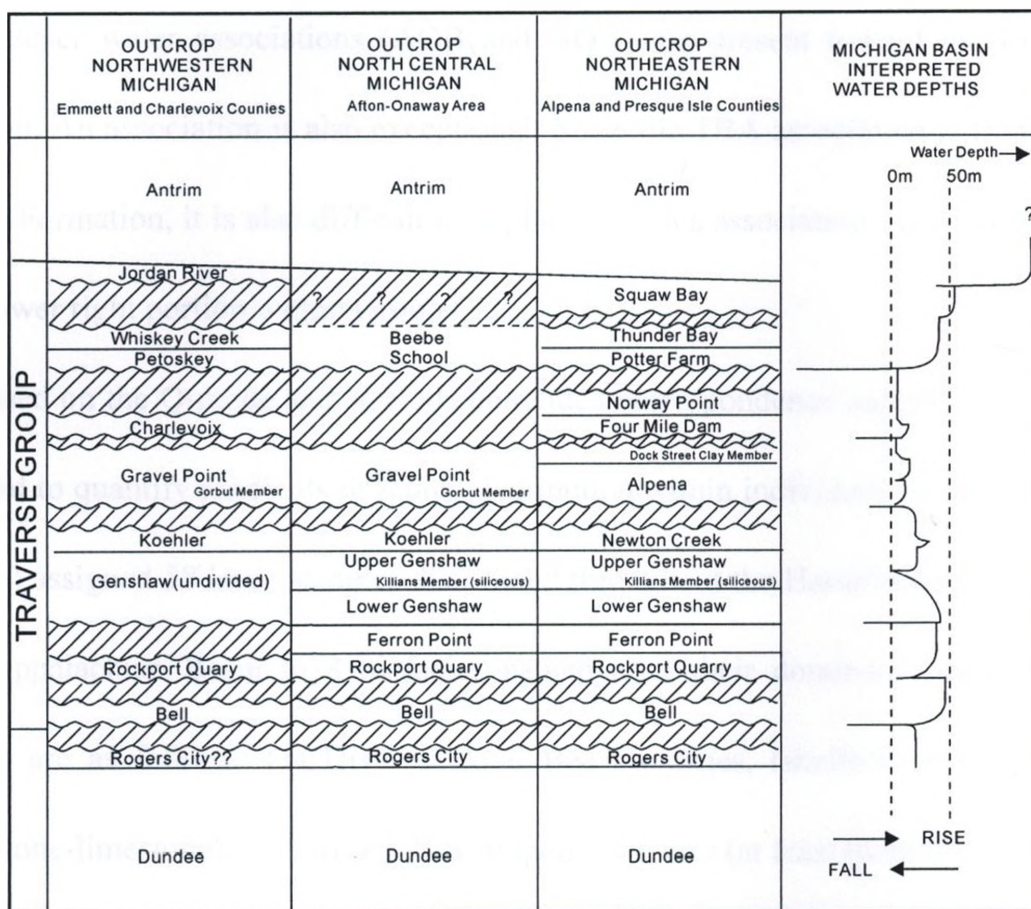 OUTCROP
NORTHWESTERN
MICHIGAN
Emmett and Charlevoix Counies
OUTCROP
NORTH CENTRAL
MICHIGAN
Afton-Onaway Area
OUTCROP
NORTHEASTERN
MICHIGAN
Alpena and Presque Isle Counties
MICHIGAN BASIN
INTERPRETED
WATER DEPTHS
Water Depth
0m 50m
?
TRAVERSE GROUP
Antrim
Jordan River
Whiskey Creek
Petoskey
Charlevoix
Gravel Point
Gorbut Member
Koehler
Genshaw(undivided)
Rockport Quary
Bell
Rogers City??
Dundee
Antrim
? ? ? ?
Beebe
School
Gravel Point
Gorbut Member
Koehler
Upper Genshaw
Killians Member (siliceous)
Lower Genshaw
Ferron Point
Rockport Quarry
Bell
Rogers City
Dundee
Antrim
Squaw Bay
Thunder Bay
Potter Farm
Norway Point
Four Mile Dam
Dock Street Clay Member
Alpena
Newton Creek
Upper Genshaw
Killians Member (siliceous)
Lower Genshaw
Ferron Point
Rockport Quarry
Bell
Rogers City
Dundee
RISE
FALL